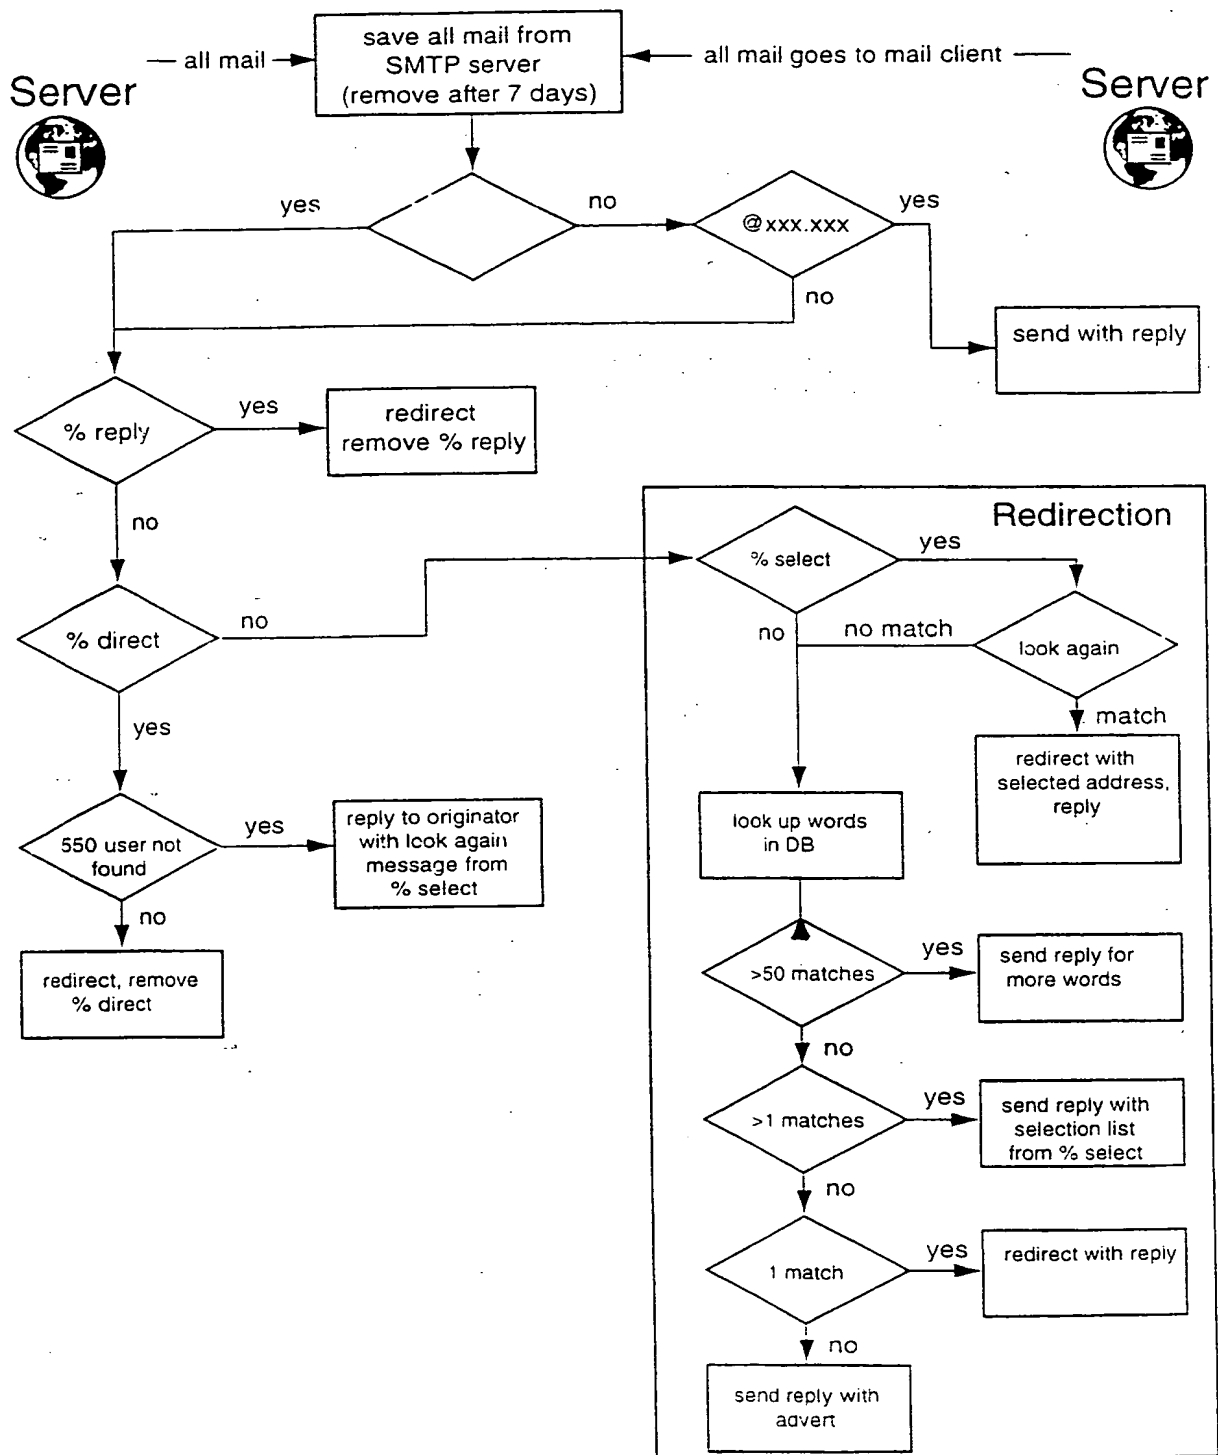 save all mail from
SMTP server
(remove after 7 days)
all mail
all mail goes to mail client
Server
Server
yes
no
@xxx.xxx
yes
no
send with reply
% reply
yes
redirect
remove % reply
no
Redirection
% select
yes
% direct
no
no
no match
look again
yes
match
redirect with
selected address,
reply
550 user not
found
yes
reply to originator
with look again
message from
% select
look up words
in DB
no
redirect, remove
% direct
>50 matches
yes
send reply for
more words
no
>1 matches
yes
send reply with
selection list
from % select
no
1 match
yes
redirect with reply
no
send reply with
advert